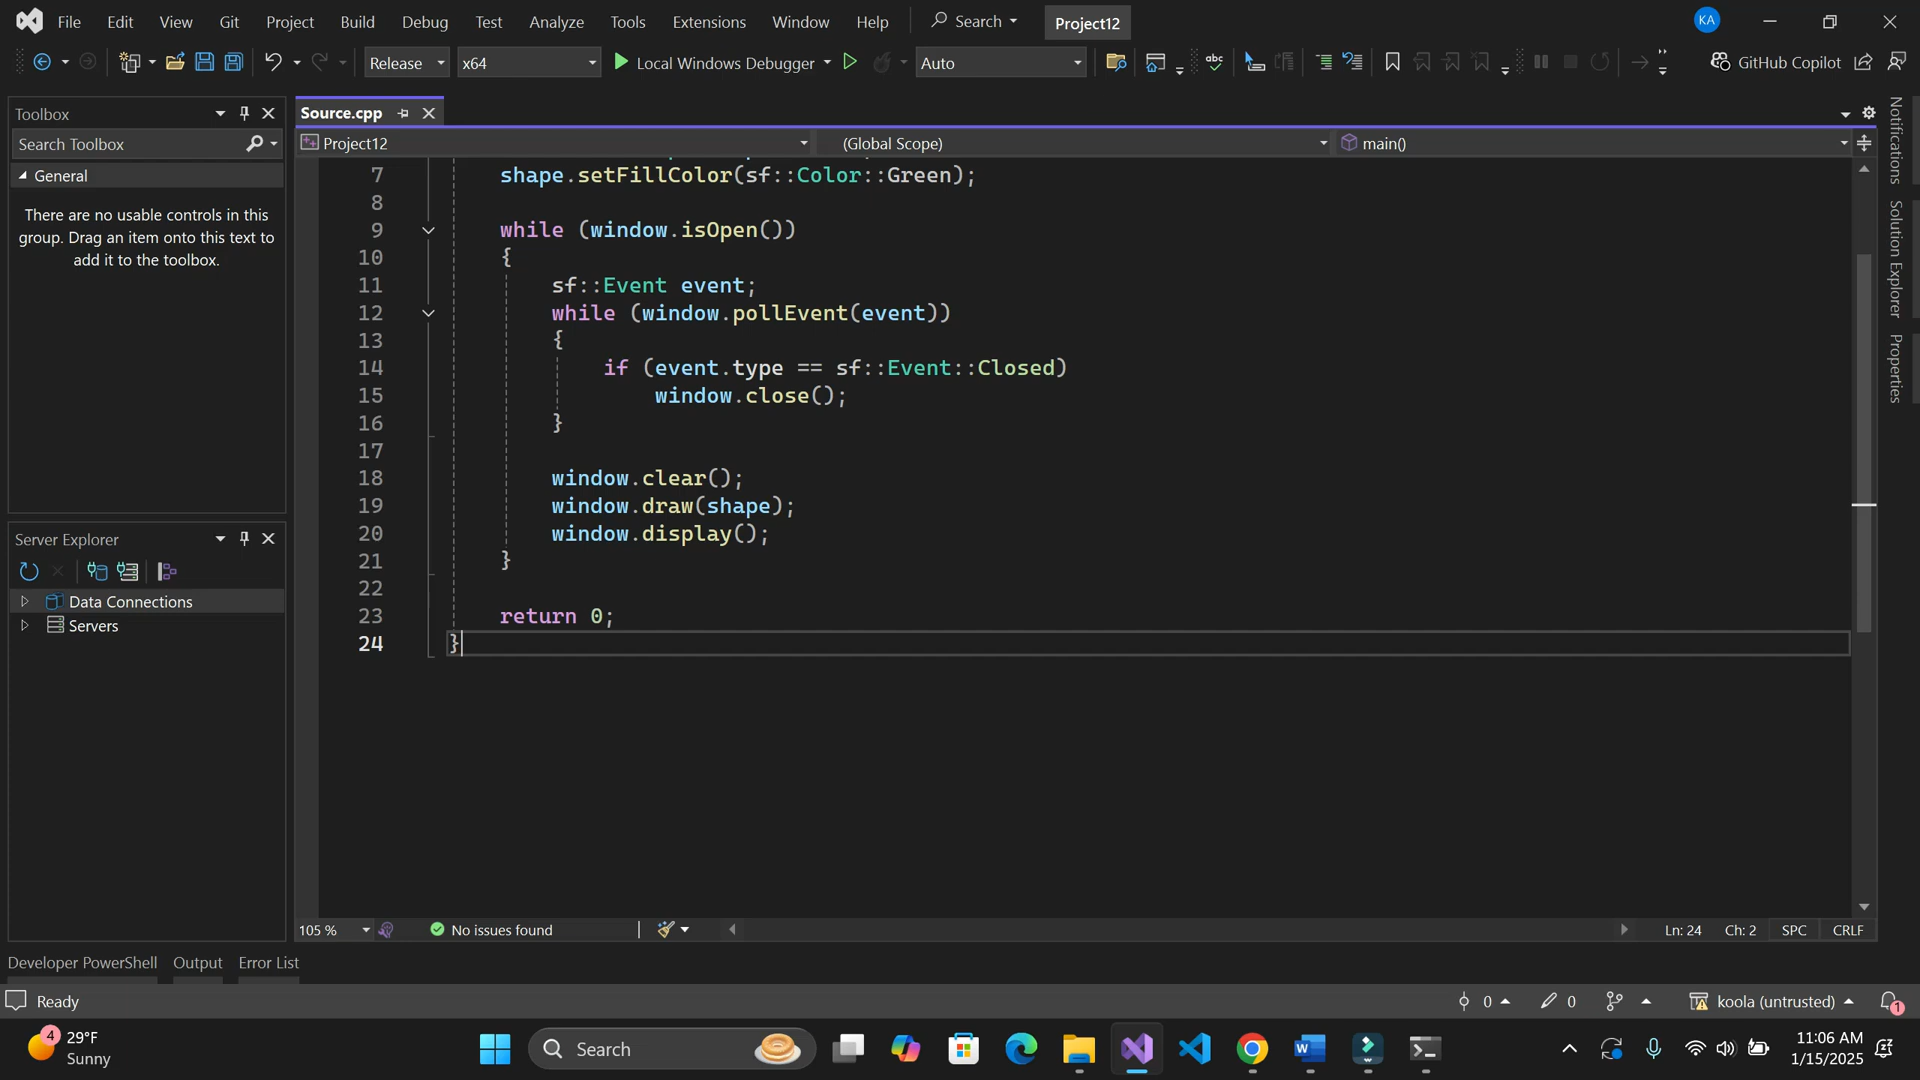 File Edit View Git Project Build Debug Test Analyze Tools Extensions Window Help Search Project12 KA
Release x64 Local Windows Debugger Auto abc GitHub Copilot
Toolbox
Search Toolbox
General
There are no usable controls in this
group. Drag an item onto this text to
add it to the toolbox.
Server Explorer
Data Connections
Servers
Source.cpp
Project12 (Global Scope) main()
7 shape.setFillColor(sf::Color::Green);
8
9 while (window.isOpen())
10 {
11 sf::Event event;
12 while (window.pollEvent(event))
13 {
14 if (event.type == sf::Event::Closed)
15 window.close();
16 }
17
18 window.clear();
19 window.draw(shape);
20 window.display();
21 }
22
23 return 0;
24 }
105 % No issues found Ln: 24 Ch: 2 SPC CRLF
Notifications
Solution Explorer
Properties
Developer PowerShell Output Error List
Ready 0 0 koola (untrusted) 1
4 29°F
Sunny
Search
11:06 AM
1/15/2025